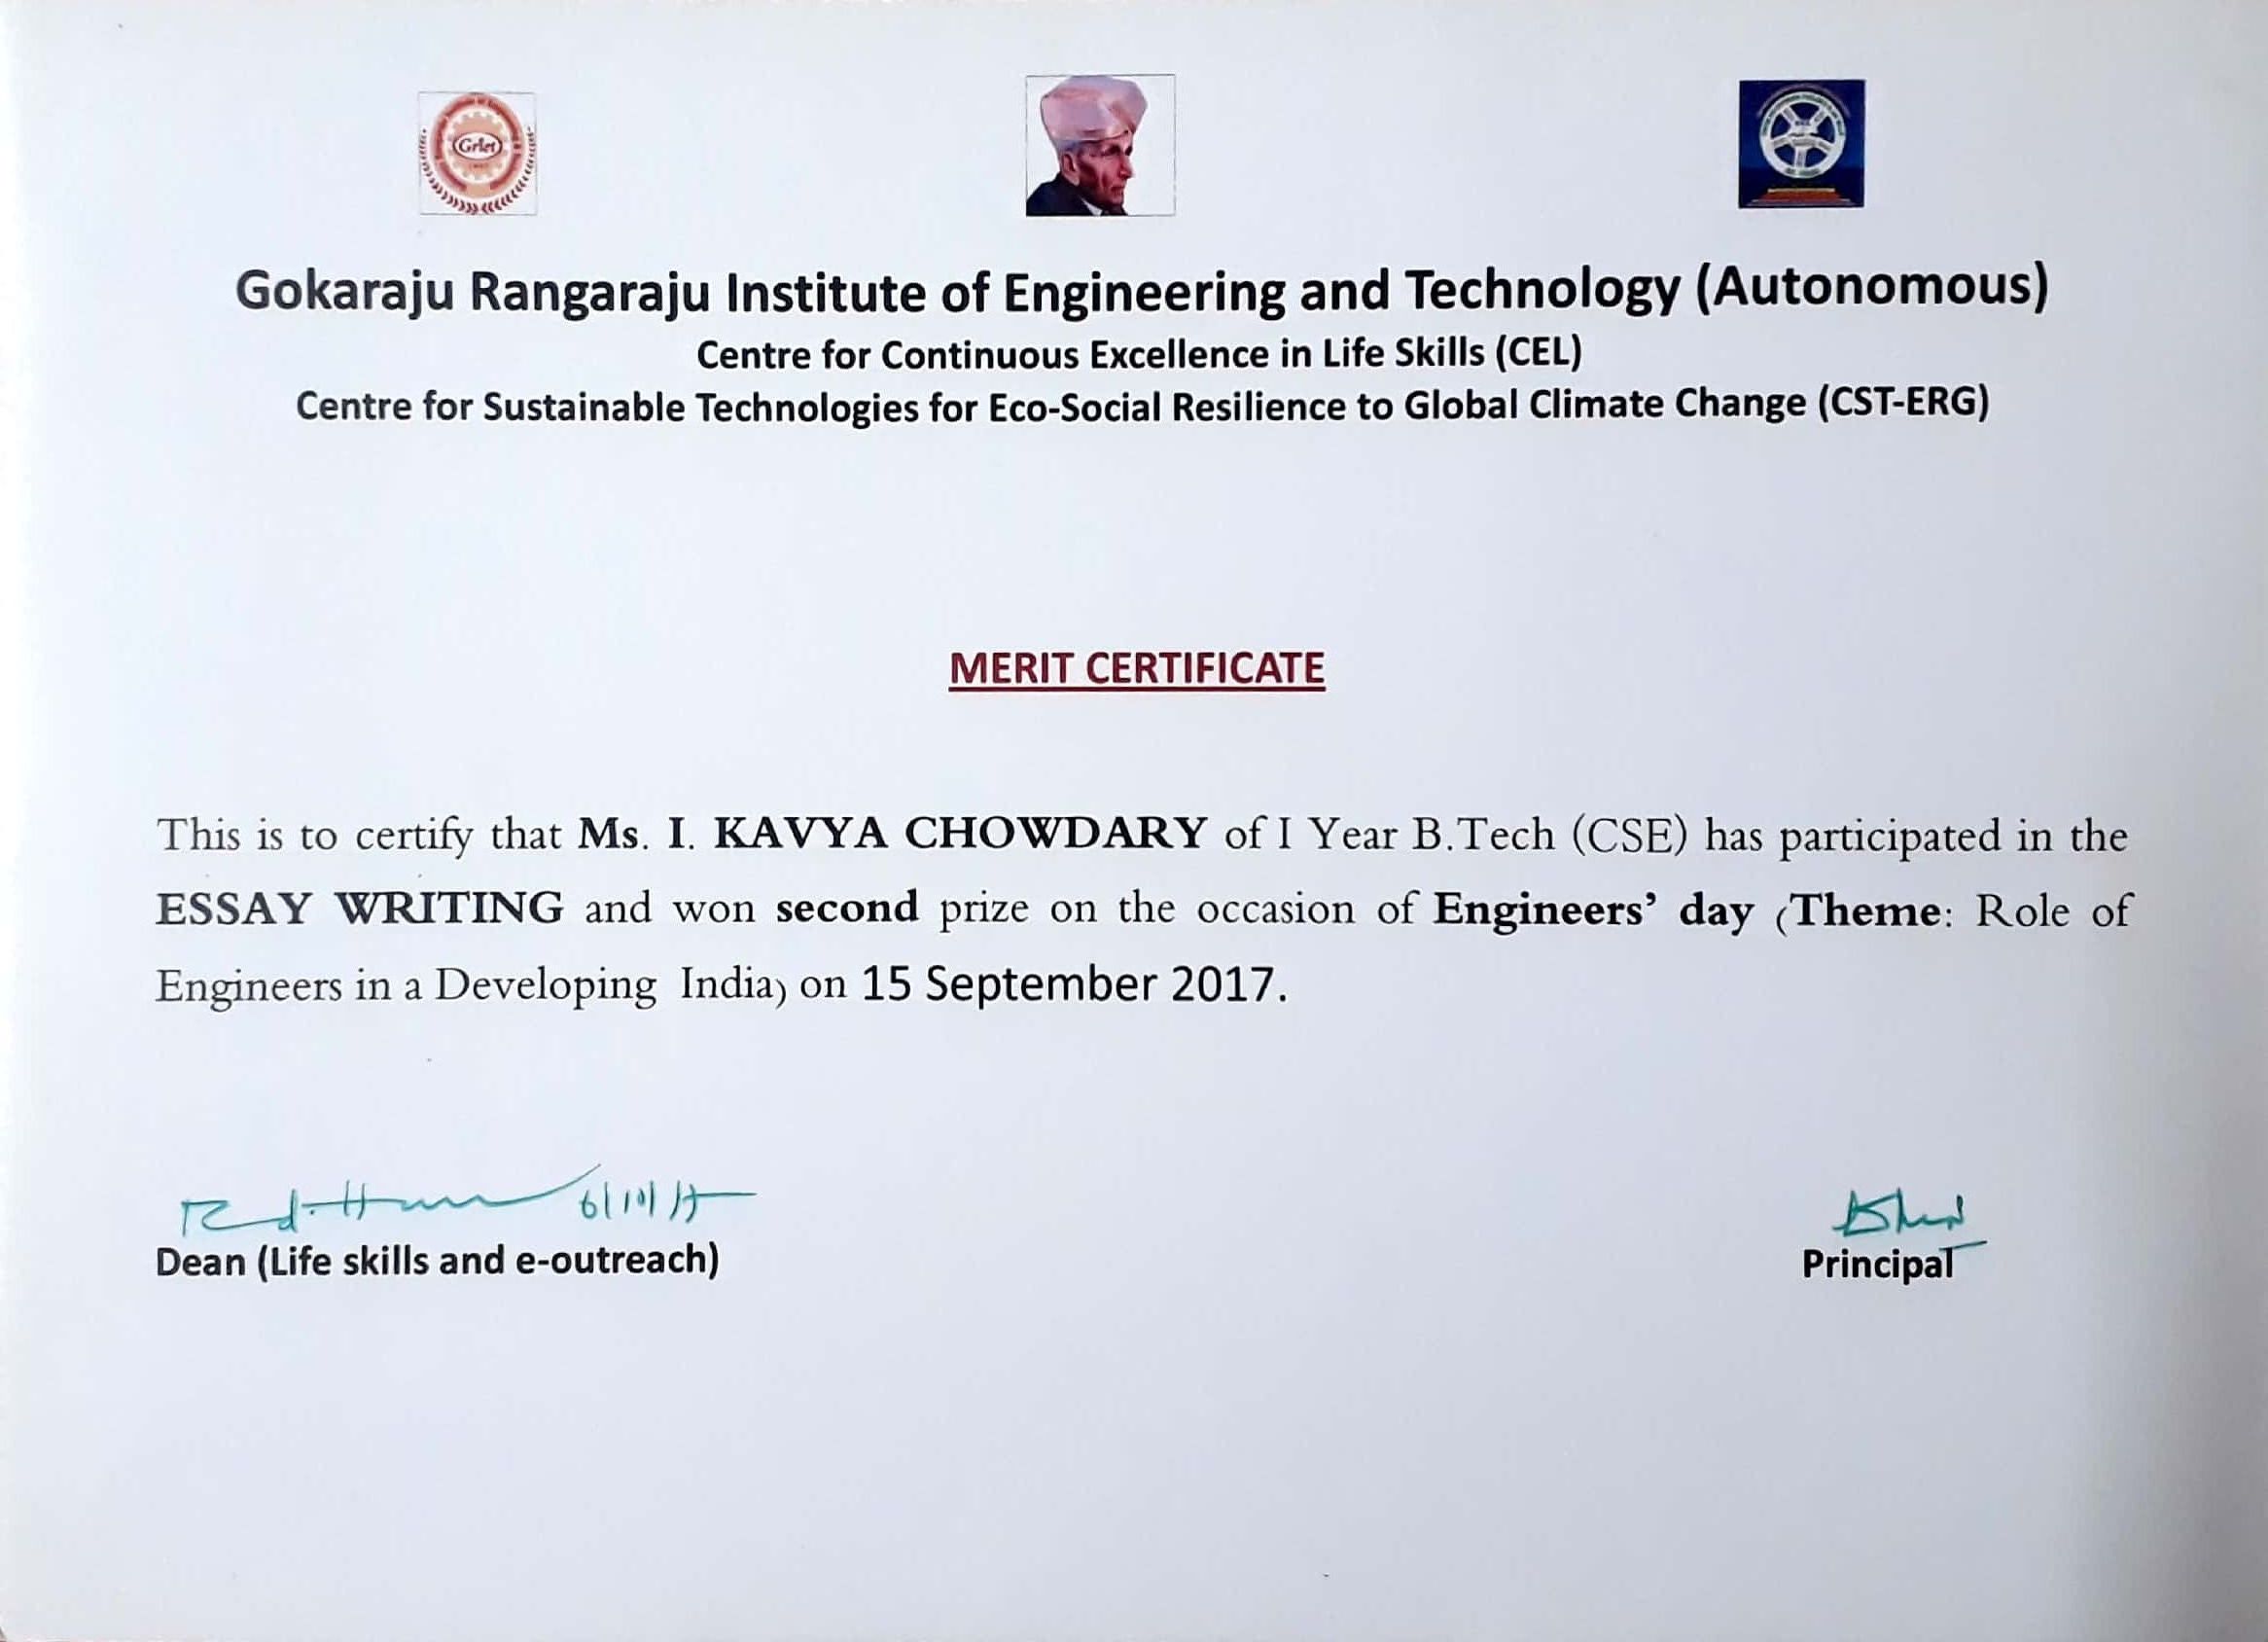 Griet
Gokaraju Rangaraju Institute of Engineering and Technology (Autonomous)
Centre for Continuous Excellence in Life Skills (CEL)
Centre for Sustainable Technologies for Eco-Social Resilience to Global Climate Change (CST-ERG)
MERIT CERTIFICATE
This is to certify that Ms. I. KAVYA CHOWDARY of I Year B.Tech (CSE) has participated in the
ESSAY WRITING and won second prize on the occasion of Engineers’ day (Theme: Role of
Engineers in a Developing India) on 15 September 2017.
6/10/17
Dean (Life skills and e-outreach)
Principal